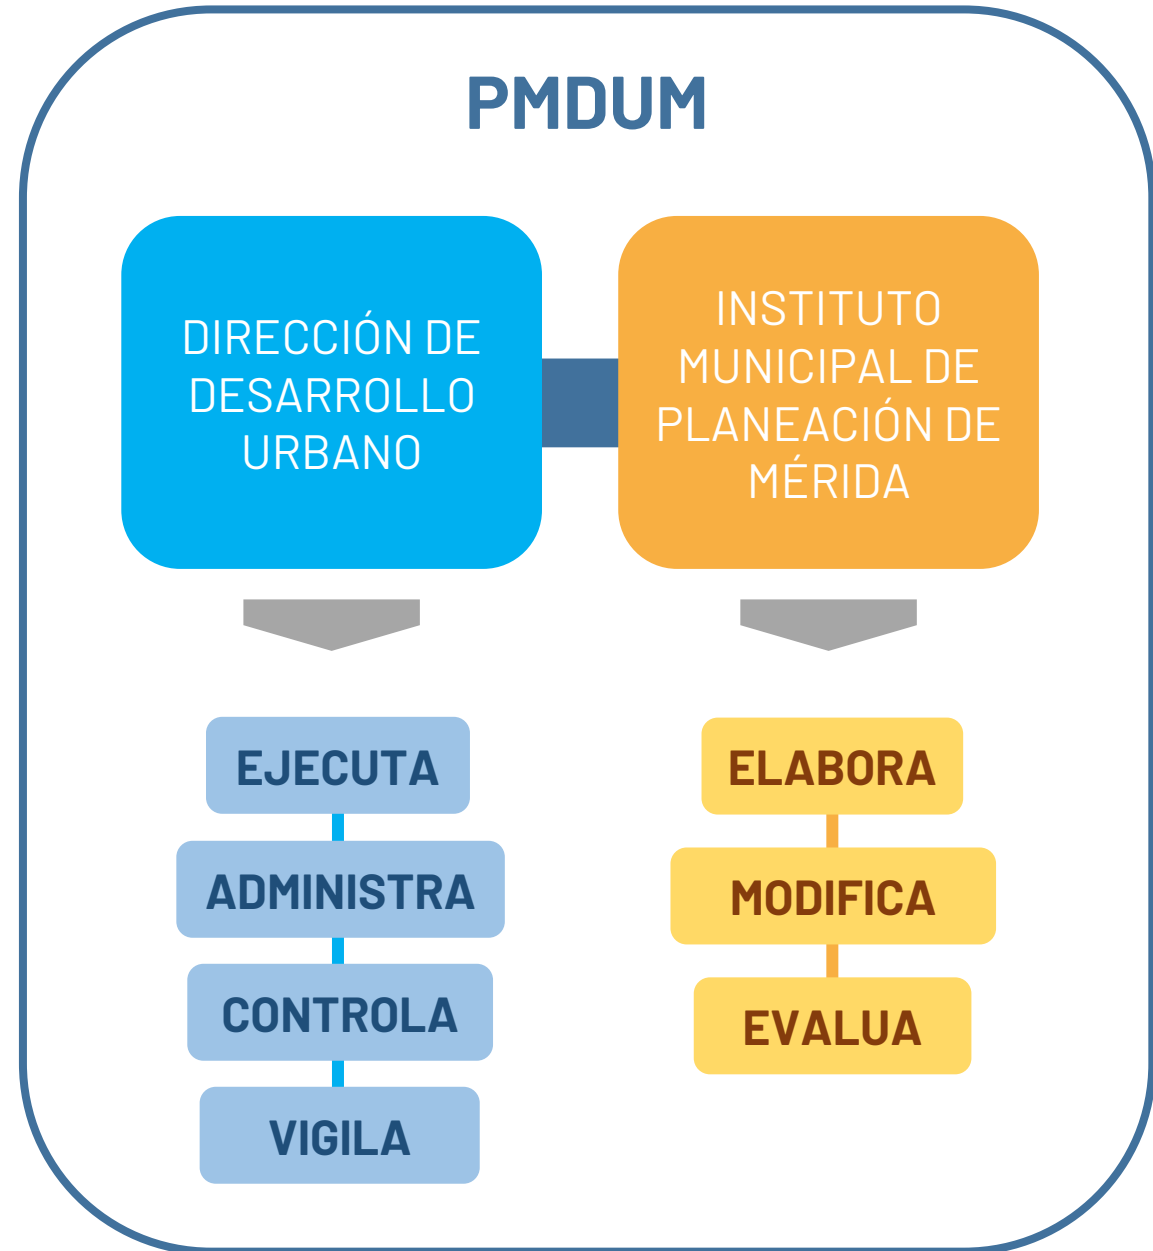 PMDUM
DIRECCIÓN DE
DESARROLLO
URBANO
INSTITUTO
MUNICIPAL DE
PLANEACIÓN DE
MÉRIDA
EJECUTA
ADMINISTRA
CONTROLA
VIGILA
ELABORA
MODIFICA
EVALUA